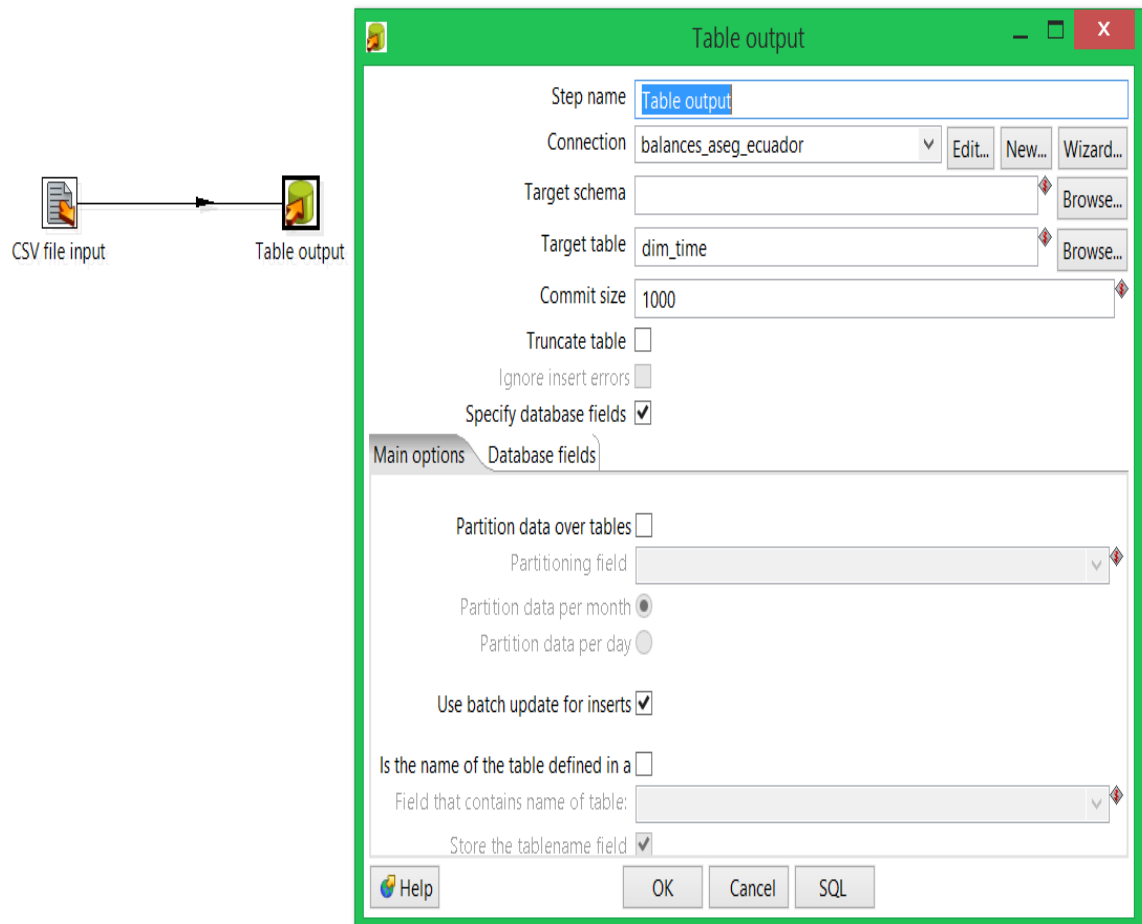 Table output
X
Step name Table output
Connection balances_aseg_ecuador Edit... New... Wizard...
Target schema Browse...
CSV file input Table output
Target table dim_time Browse...
Commit size 1000
Truncate table
Ignore insert errors
Specify database fields
Main options Database fields
Partition data over tables
Partitioning field
Partition data per month
Partition data per day
Use batch update for inserts
Is the name of the table defined in a
Field that contains name of table:
Store the tablename field
Help OK Cancel SQL